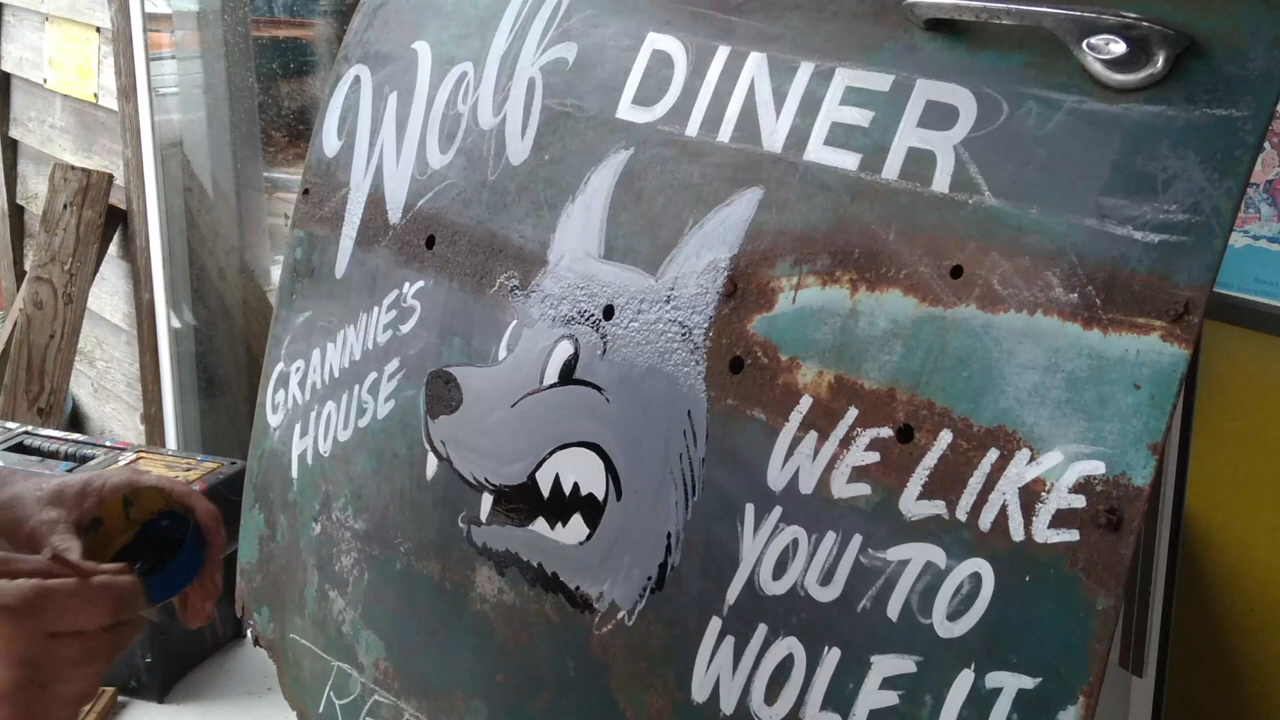 Wolf DINER
GRANNIE'S
HOUSE
WE LIKE
YOU TO
WOLF IT